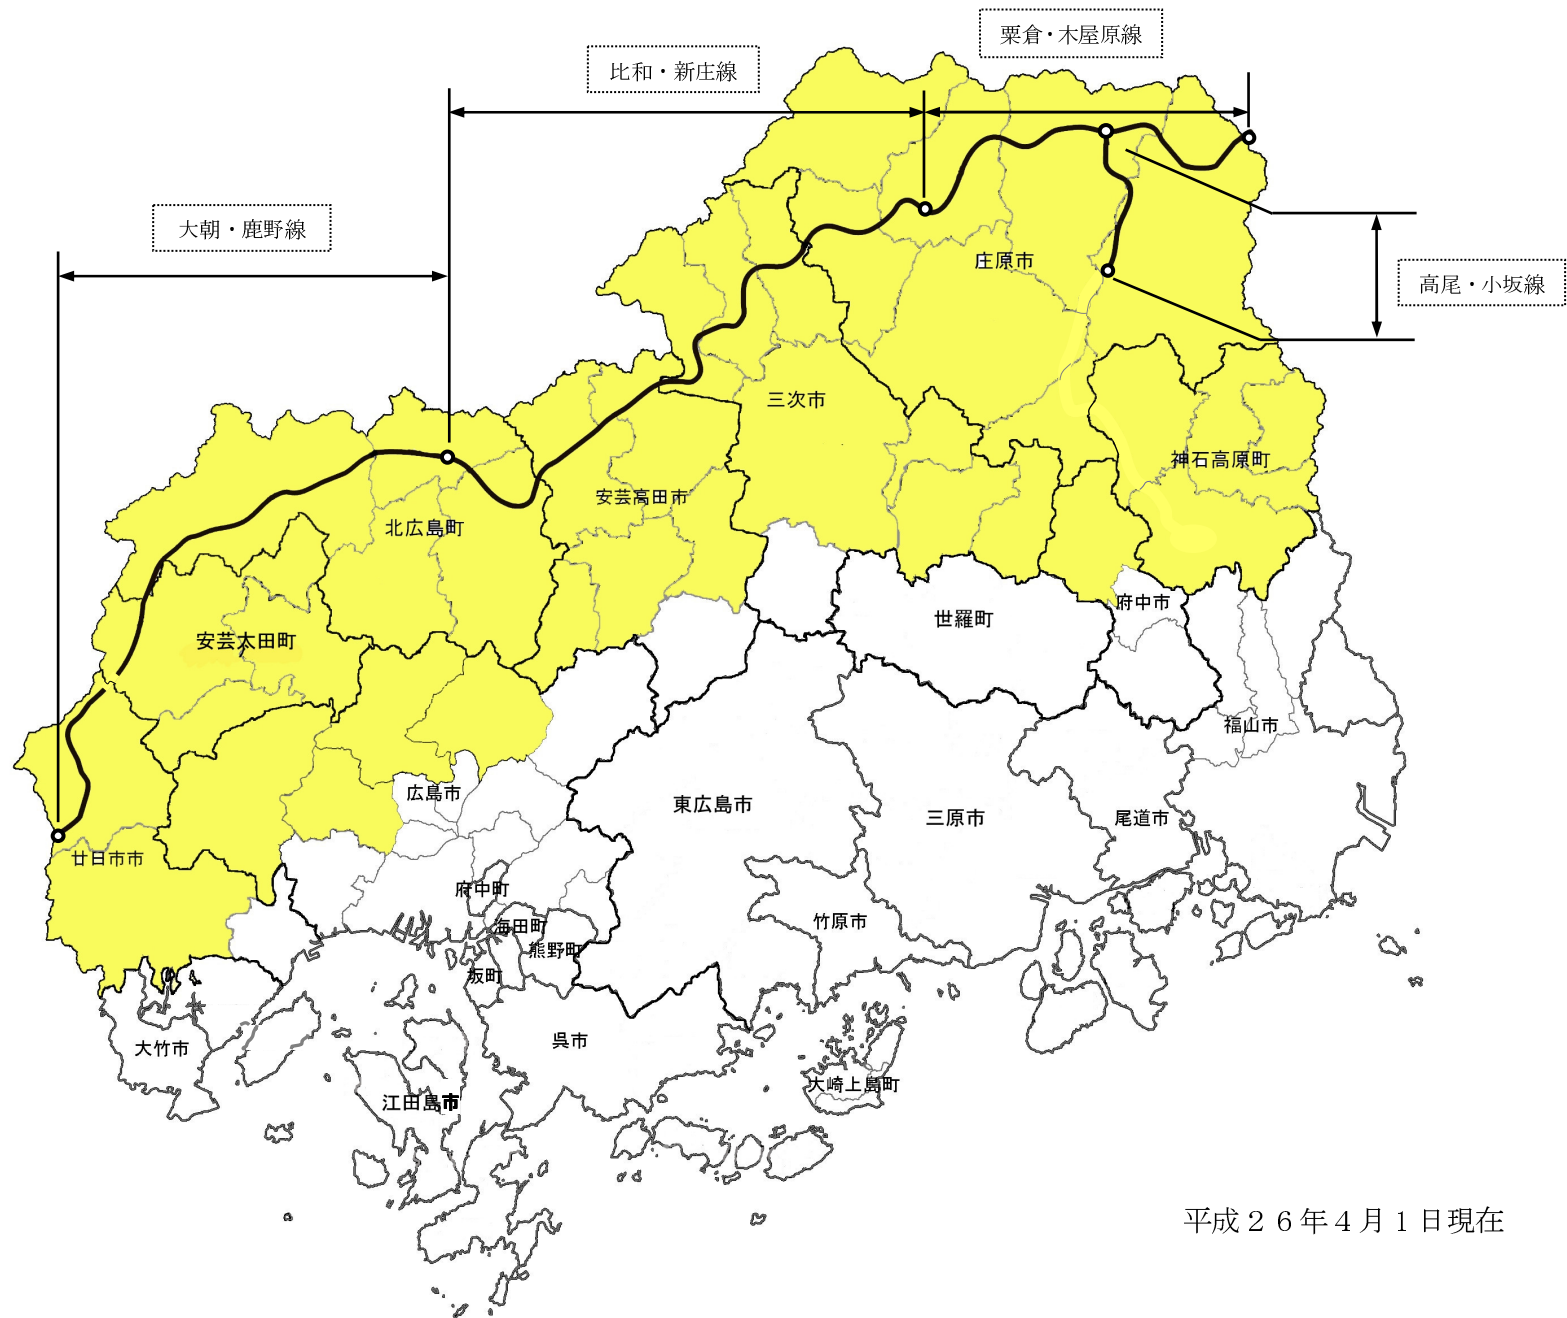 粟倉・木屋原線
比和・新庄線
大朝・鹿野線
庄原市
高尾・小坂線
三次市
神石高原町
安芸高田市
北広島町
府中市
世羅町
安芸太田町
福山市
広島市
東広島市
三原市
尾道市
廿日市市
府中町
竹原市
海田町
熊野町
坂町
呉市
大竹市
大崎上島町
江田島市
平成２６年４月１日現在